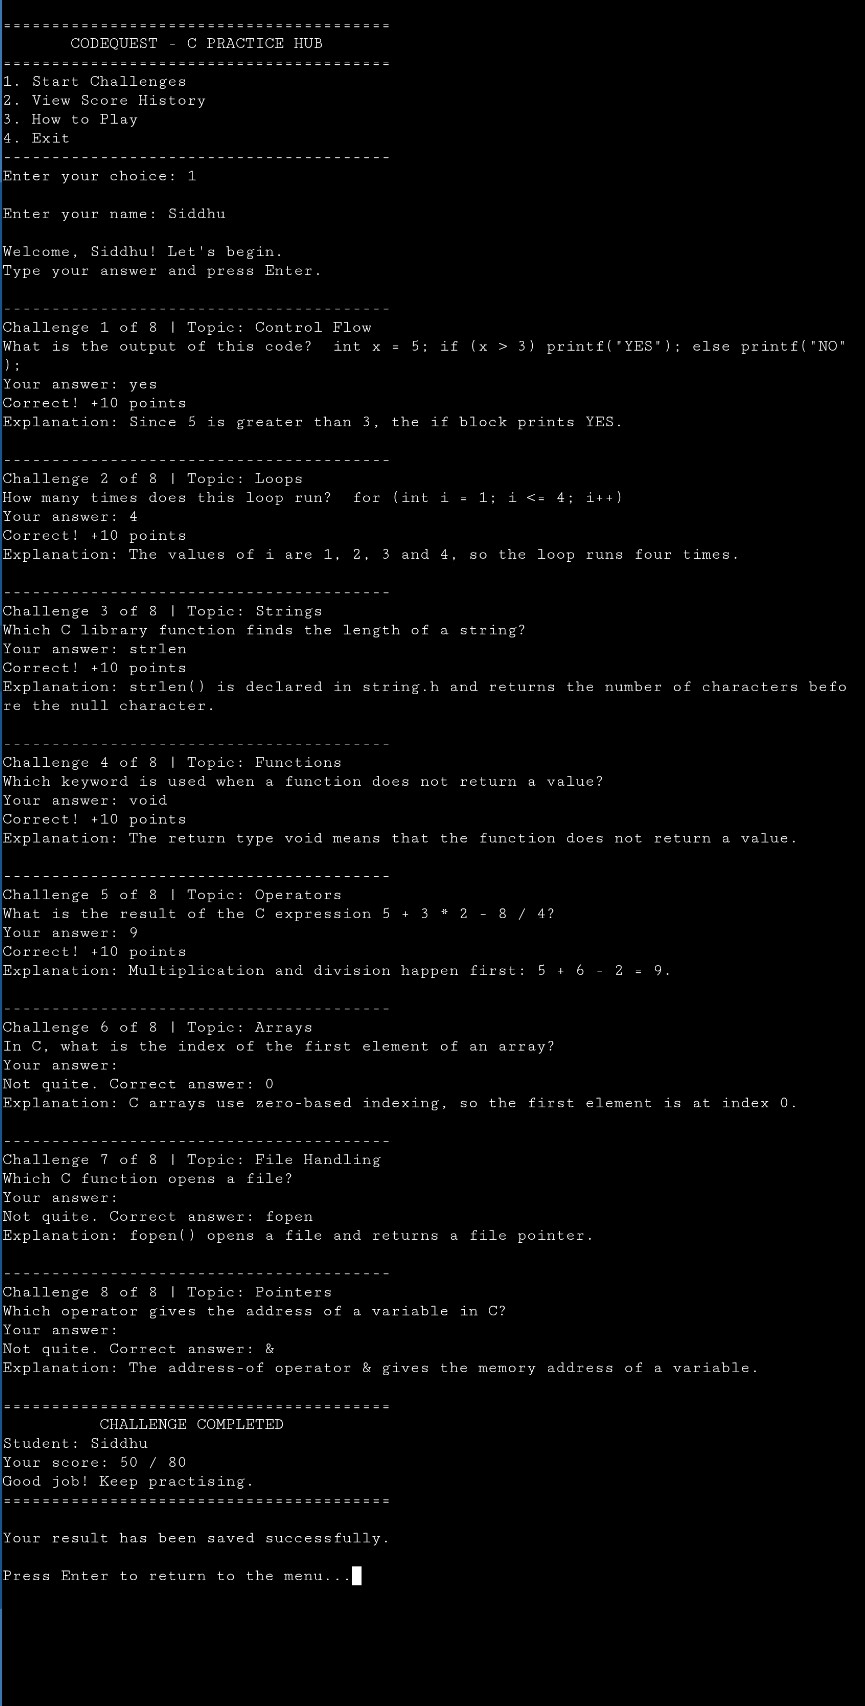 ========================================
CODEQUEST - C PRACTICE HUB
========================================
1. Start Challenges
2. View Score History
3. How to Play
4. Exit
----------------------------------------
Enter your choice: 1
Enter your name: Siddhu
Welcome, Siddhu! Let's begin.
Type your answer and press Enter.
----------------------------------------
Challenge 1 of 8 | Topic: Control Flow
What is the output of this code?  int x = 5; if (x > 3) printf("YES"); else printf("NO"
);
Your answer: yes
Correct! +10 points
Explanation: Since 5 is greater than 3, the if block prints YES.
----------------------------------------
Challenge 2 of 8 | Topic: Loops
How many times does this loop run?  for (int i = 1; i <= 4; i++)
Your answer: 4
Correct! +10 points
Explanation: The values of i are 1, 2, 3 and 4, so the loop runs four times.
----------------------------------------
Challenge 3 of 8 | Topic: Strings
Which C library function finds the length of a string?
Your answer: strlen
Correct! +10 points
Explanation: strlen() is declared in string.h and returns the number of characters befo
re the null character.
----------------------------------------
Challenge 4 of 8 | Topic: Functions
Which keyword is used when a function does not return a value?
Your answer: void
Correct! +10 points
Explanation: The return type void means that the function does not return a value.
----------------------------------------
Challenge 5 of 8 | Topic: Operators
What is the result of the C expression 5 + 3 * 2 - 8 / 4?
Your answer: 9
Correct! +10 points
Explanation: Multiplication and division happen first: 5 + 6 - 2 = 9.
----------------------------------------
Challenge 6 of 8 | Topic: Arrays
In C, what is the index of the first element of an array?
Your answer:
Not quite. Correct answer: 0
Explanation: C arrays use zero-based indexing, so the first element is at index 0.
----------------------------------------
Challenge 7 of 8 | Topic: File Handling
Which C function opens a file?
Your answer:
Not quite. Correct answer: fopen
Explanation: fopen() opens a file and returns a file pointer.
----------------------------------------
Challenge 8 of 8 | Topic: Pointers
Which operator gives the address of a variable in C?
Your answer:
Not quite. Correct answer: &
Explanation: The address-of operator & gives the memory address of a variable.
========================================
CHALLENGE COMPLETED
Student: Siddhu
Your score: 50 / 80
Good job! Keep practising.
========================================
Your result has been saved successfully.
Press Enter to return to the menu...